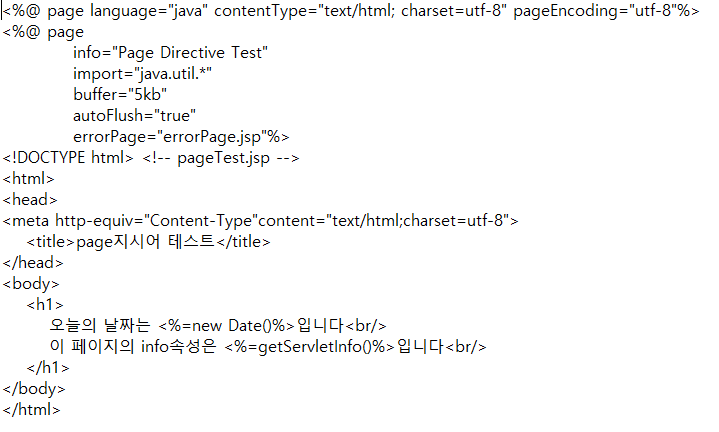 <%@ page language="java" contentType="text/html; charset=utf-8" pageEncoding="utf-8"%>
<%@ page
info="Page Directive Test"
import="java.util.*"
buffer="5kb"
autoFlush="true"
errorPage="errorPage.jsp"%>
<!DOCTYPE html> <!-- pageTest.jsp -->
<html>
<head>
<meta http-equiv="Content-Type"content="text/html;charset=utf-8">
<title>page지시어 테스트</title>
</head>
<body>
<h1>
오늘의 날짜는 <%=new Date()%>입니다<br/>
이 페이지의 info속성은 <%=getServletInfo()%>입니다<br/>
</h1>
</body>
</html>